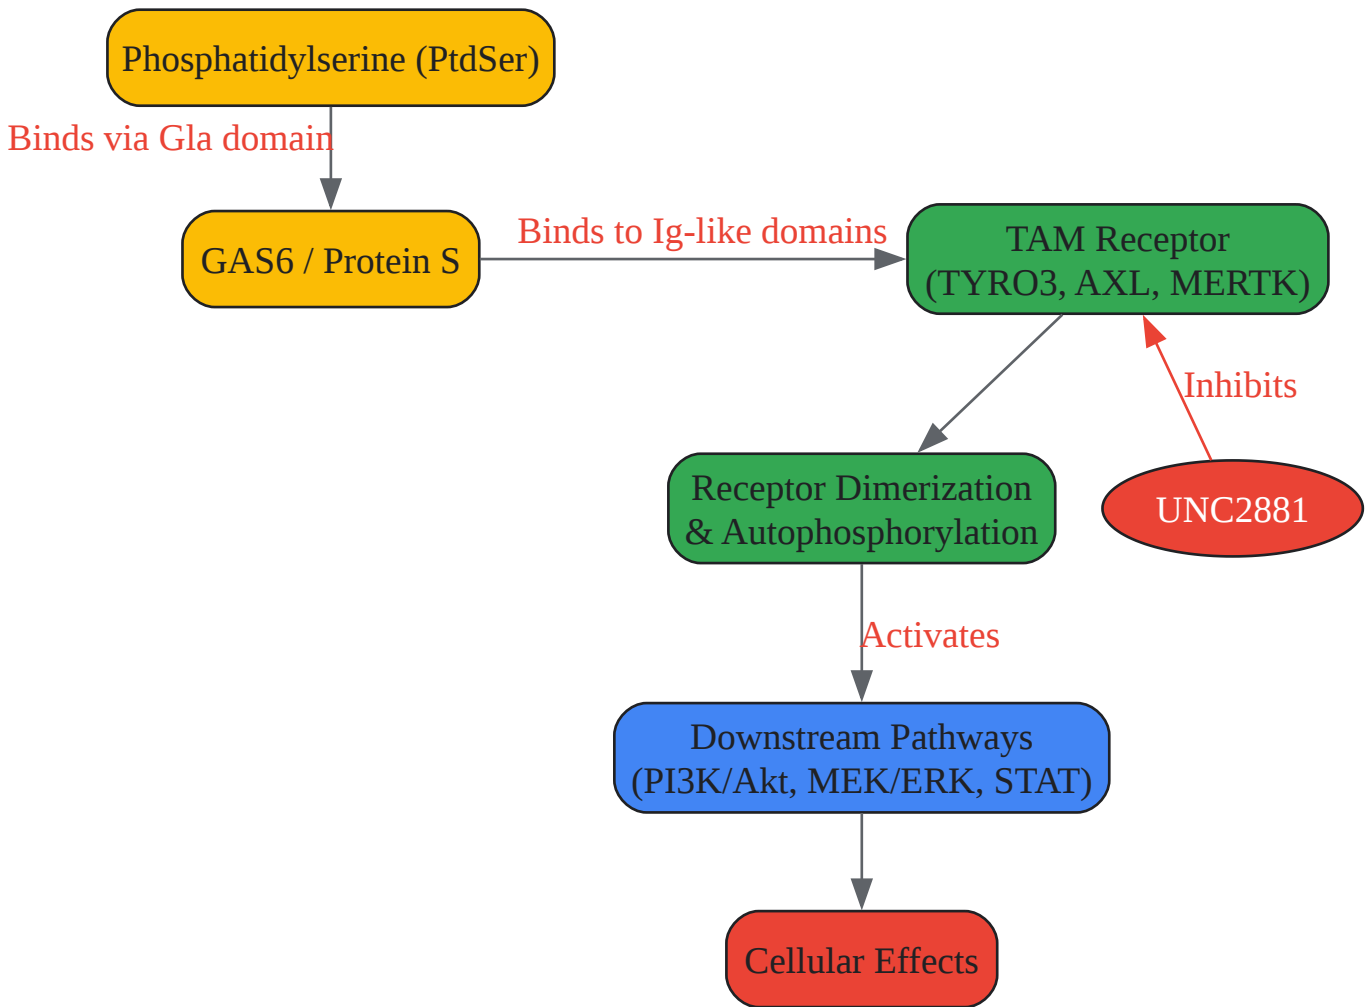 Phosphatidylserine (PtdSer)
Binds via Gla domain
GAS6 / Protein S
Binds to Ig-like domains
TAM Receptor
(TYRO3, AXL, MERTK)
Inhibits
Receptor Dimerization
& Autophosphorylation
UNC2881
Activates
Downstream Pathways
(PI3K/Akt, MEK/ERK, STAT)
Cellular Effects